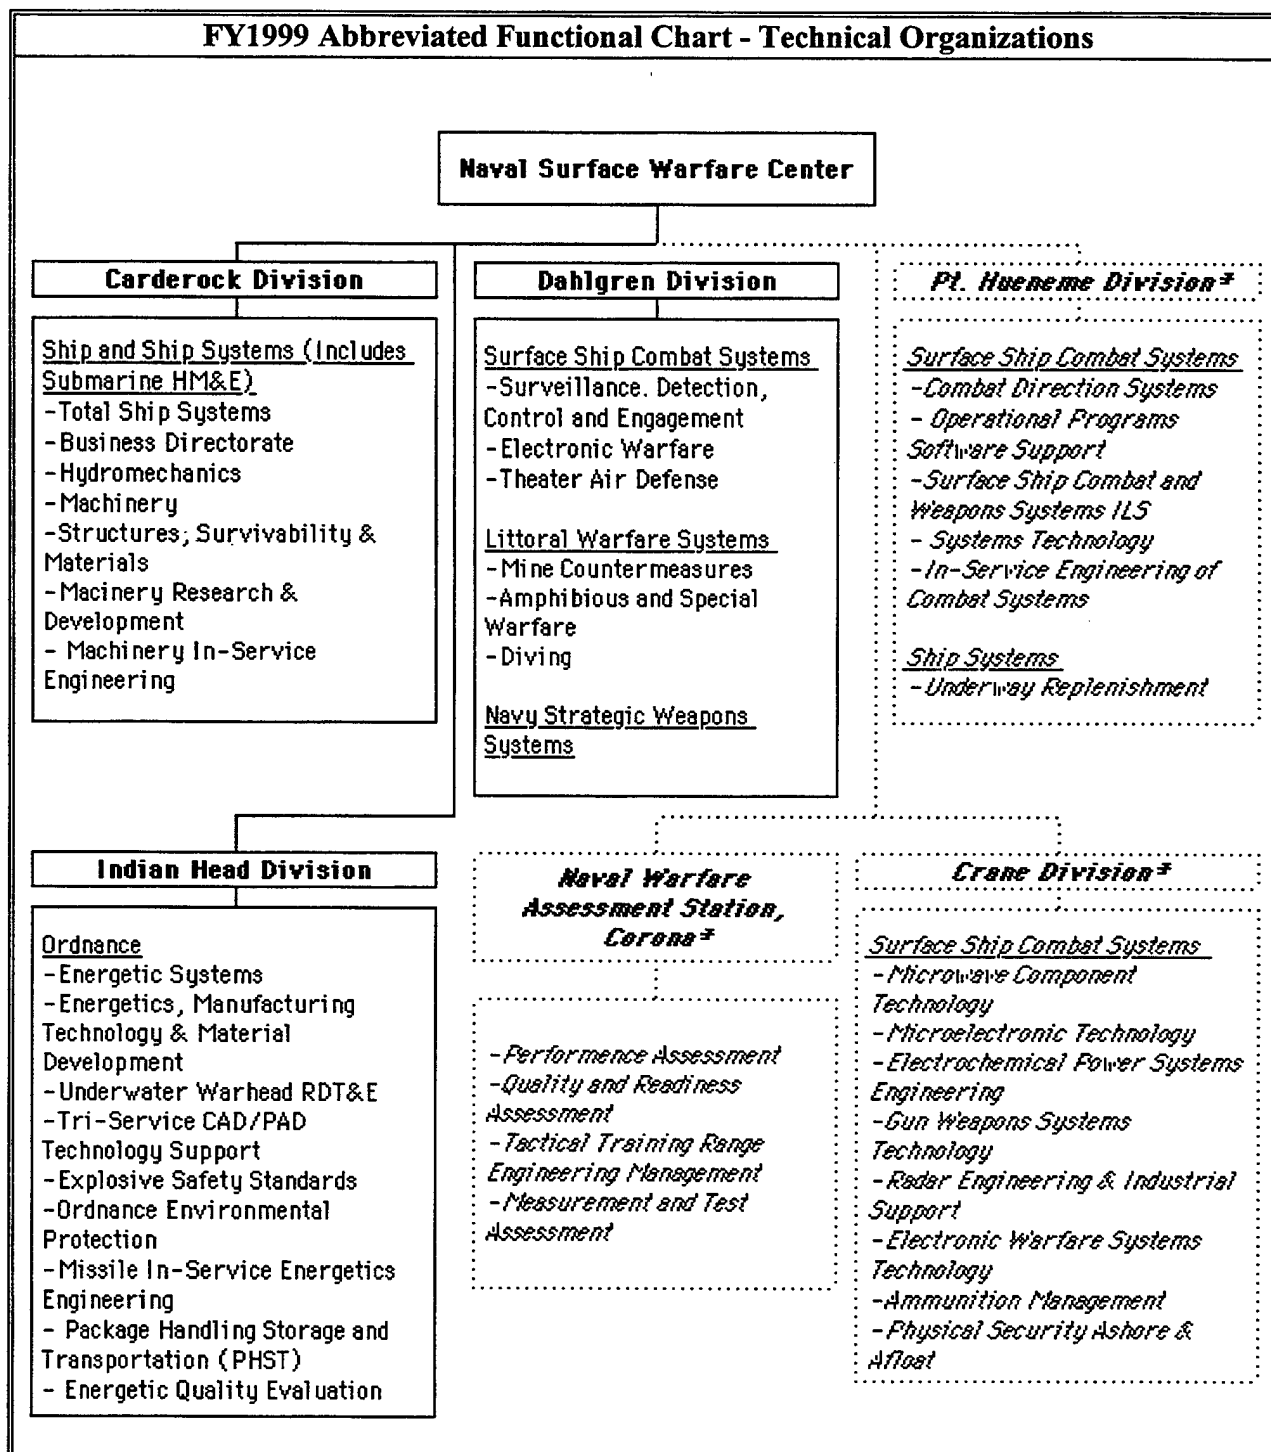 FY1999 Abbreviated Functional Chart - Technical Organizations
Naval Surface Warfare Center
Carderock Division
Ship and Ship Systems (Includes
Submarine HM&E)
-Total Ship Systems
-Business Directorate
-Hydromechanics
-Machinery
-Structures; Survivability &
Materials
-Macinery Research &
Development
- Machinery In-Service
Engineering
Dahlgren Division
Surface Ship Combat Systems
-Surveillance. Detection,
Control and Engagement
-Electronic Warfare
-Theater Air Defense
Littoral Warfare Systems
-Mine Countermeasures
-Amphibious and Special
Warfare
-Diving
Navy Strategic Weapons
Systems
Pt. Hueneme Division*
Surface Ship Combat Systems
-Combat Direction Systems
- Operational Programs
Software Support
-Surface Ship Combat and
Weapons Systems ILS
- Systems Technology
-In-Service Engineering of
Combat Systems
Ship Systems
-Underway Replenishment
Indian Head Division
Ordnance
-Energetic Systems
-Energetics, Manufacturing
Technology & Material
Development
-Underwater Warhead RDT&E
-Tri-Service CAD/PAD
Technology Support
-Explosive Safety Standards
-Ordnance Environmental
Protection
-Missile In-Service Energetics
Engineering
- Package Handling Storage and
Transportation (PHST)
- Energetic Quality Evaluation
Naval Warfare
Assessment Station,
Corona*
-Performence Assessment
-Quality and Readiness
Assessment
-Tactical Training Range
Engineering Management
-Measurement and Test
Assessment
Crane Division*
Surface Ship Combat Systems
-Microwave Component
Technology
-Microelectronic Technology
-Electrochemical Power Systems
Engineering
-Gun Weapons Systems
Technology
-Radar Engineering & Industrial
Support
-Electronic Warfare Systems
Technology
-Ammunition Management
-Physical Security Ashore &
Afloat